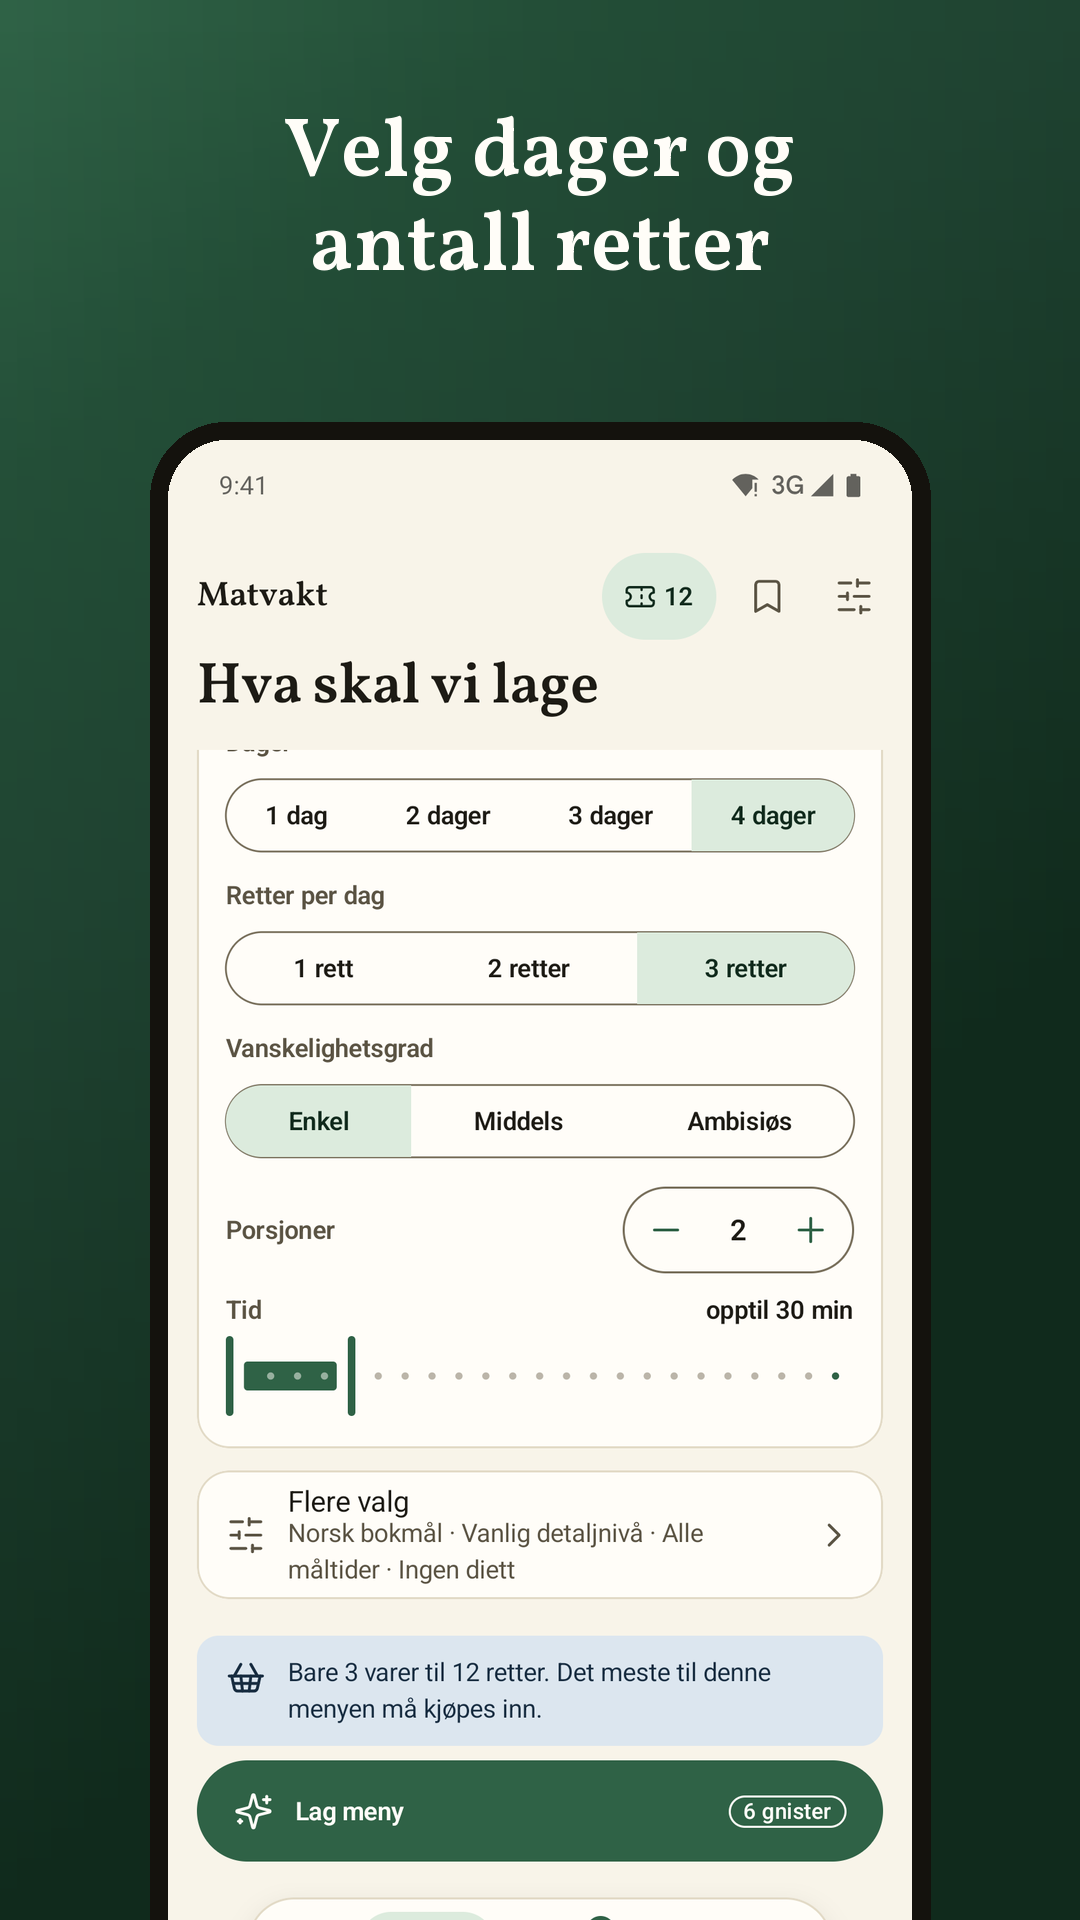 Velg dager og
antall retter
9:41
3G
Matvakt
12
Hva skal vi lage
Dager
1 dag 2 dager 3 dager 4 dager
Retter per dag
1 rett 2 retter 3 retter
Vanskelighetsgrad
Enkel Middels Ambisiøs
Porsjoner
2
Tid
opptil 30 min
Flere valg
Norsk bokmål · Vanlig detaljnivå · Alle
måltider · Ingen diett
Bare 3 varer til 12 retter. Det meste til denne
menyen må kjøpes inn.
Lag meny
6 gnister